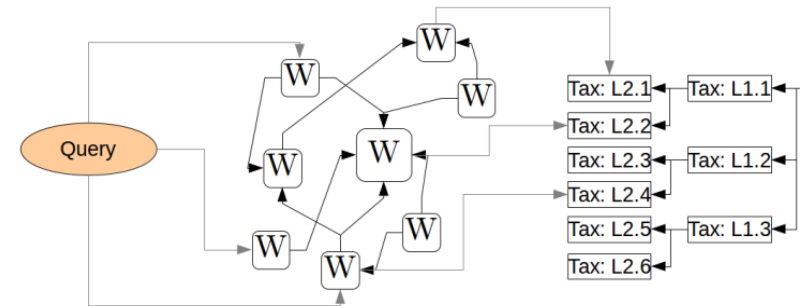 W
W
Tax: L2.1 Tax: L1.1
W
Tax: L2.2
Query
W
W
Tax: L2.3 Tax: L1.2
Tax: L2.4
W
Tax: L2.5 Tax: L1.3
W
W
Tax: L2.6